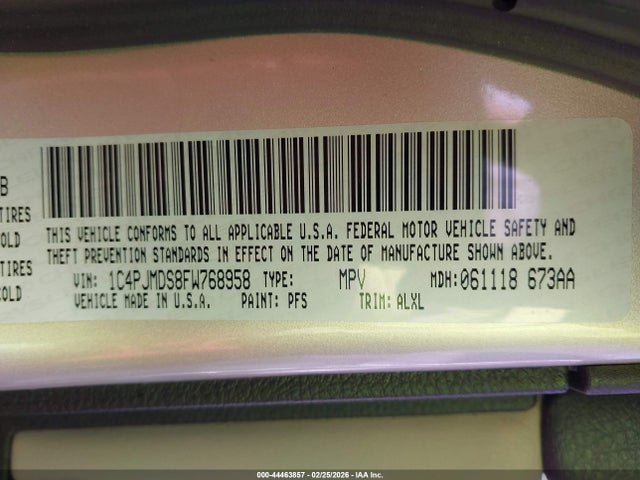 B
TIRES
COLD
TIRES
COLD
THIS VEHICLE CONFORMS TO ALL APPLICABLE U.S.A. FEDERAL MOTOR VEHICLE SAFETY AND
THEFT PREVENTION STANDARDS IN EFFECT ON THE DATE OF MANUFACTURE SHOWN ABOVE.
VIN: 1C4PJMDS8FW768958 TYPE: MPV MDH:061118 673AA
VEHICLE MADE IN U.S.A. PAINT: PFS TRIM: ALXL
000-44463857 - 02/25/2026 - IAA Inc.